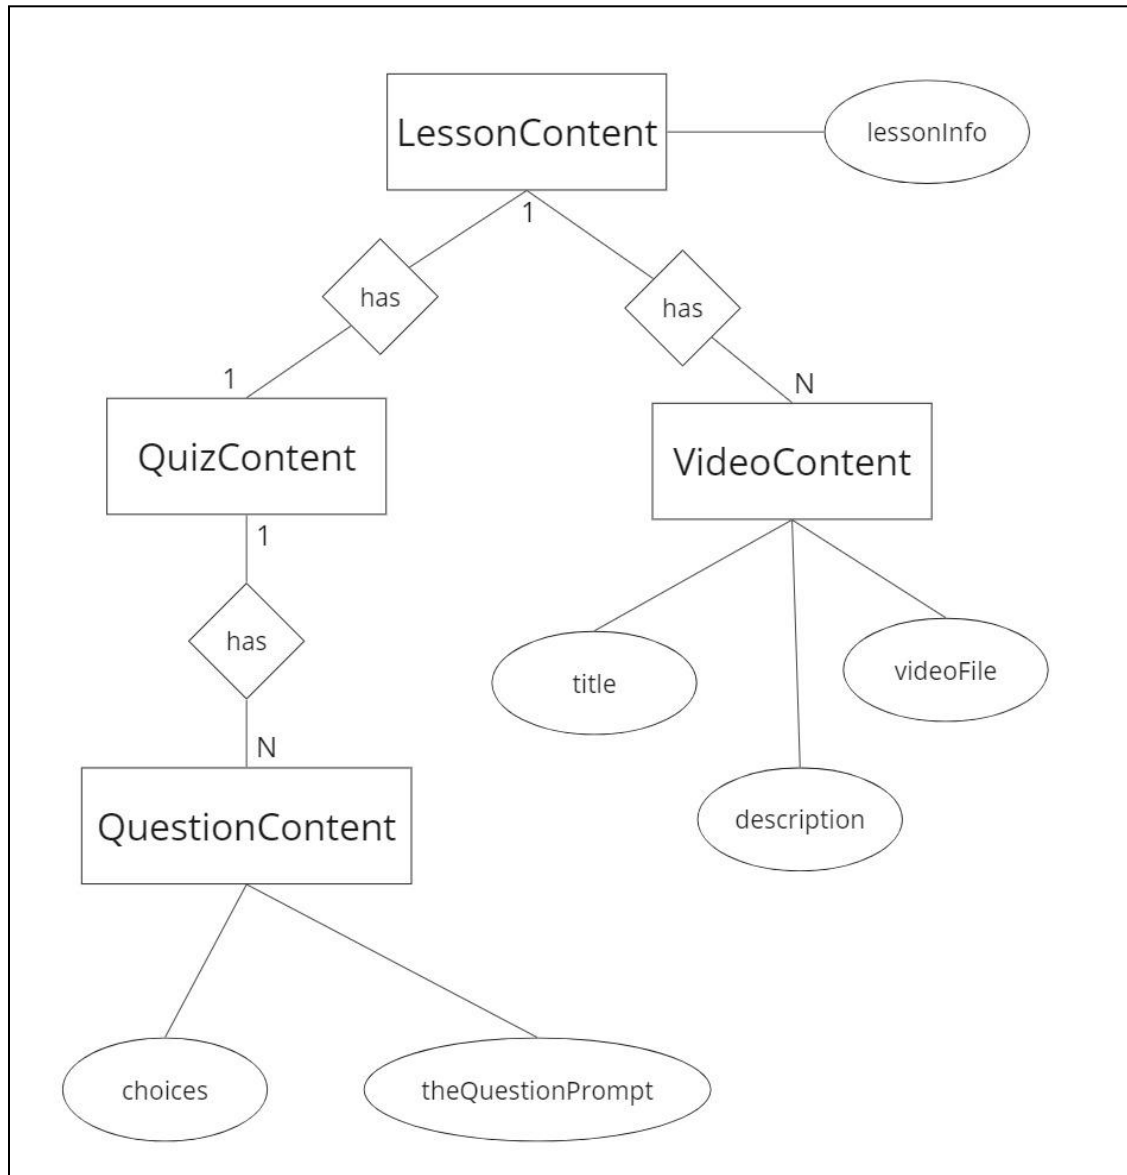 LessonContent
lessonInfo
1
has
has
1
N
QuizContent
VideoContent
1
has
title
videoFile
N
description
QuestionContent
choices
theQuestionPrompt